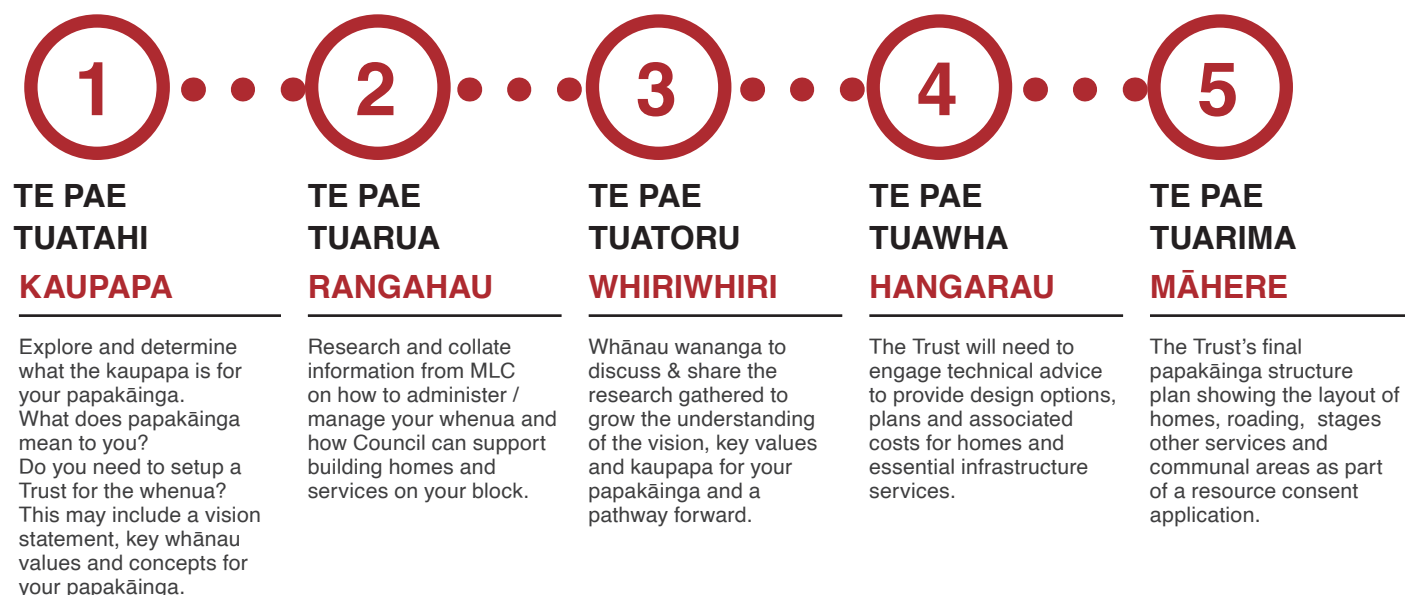 1
2
3
4
5
TE PAE
TUATAHI
KAUPAPA
Explore and determine
what the kaupapa is for
your papakāinga.
What does papakāinga
mean to you?
Do you need to setup a
Trust for the whenua?
This may include a vision
statement, key whānau
values and concepts for
your papakāinga.
TE PAE
TUARUA
RANGAHAU
Research and collate
information from MLC
on how to administer /
manage your whenua and
how Council can support
building homes and
services on your block.
TE PAE
TUATORU
WHIRIWHIRI
Whānau wananga to
discuss & share the
research gathered to
grow the understanding
of the vision, key values
and kaupapa for your
papakāinga and a
pathway forward.
TE PAE
TUAWHA
HANGARAU
The Trust will need to
engage technical advice
to provide design options,
plans and associated
costs for homes and
essential infrastructure
services.
TE PAE
TUARIMA
MĀHERE
The Trust’s final
papakāinga structure
plan showing the layout of
homes, roading,  stages
other services and
communal areas as part
of a resource consent
application.